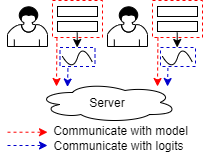 Server
Communicate with model
Communicate with logits